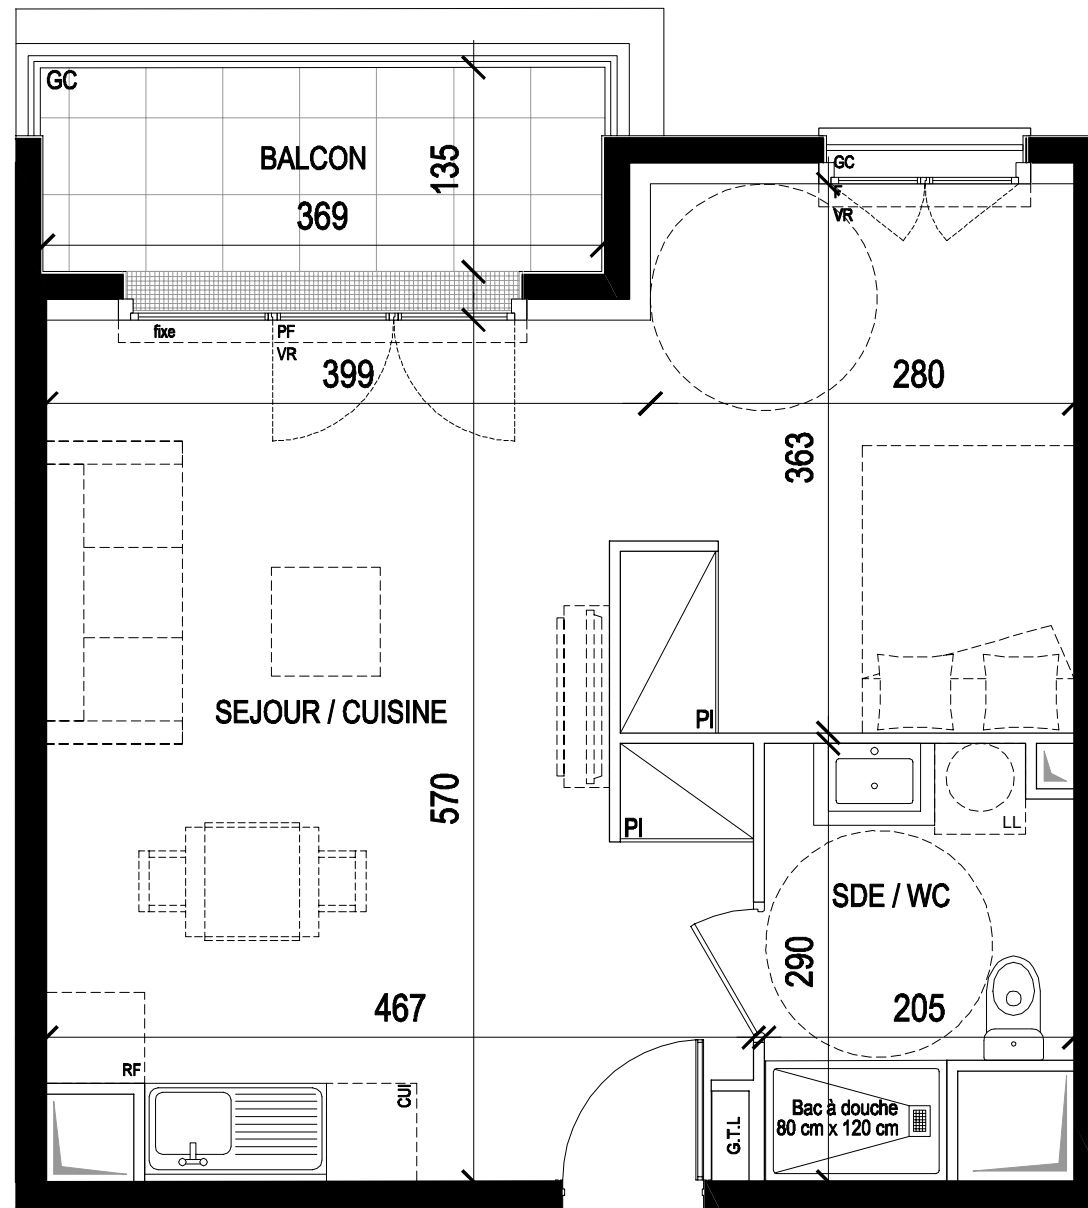 GC
BALCON
135
369
GC
F
VR
fixe
PF
VR
399
280
363
SEJOUR / CUISINE
PI
570
PI
LL
SDE / WC
290
467
205
RF
CUI
G.T.L
Bac à douche
80 cm x 120 cm